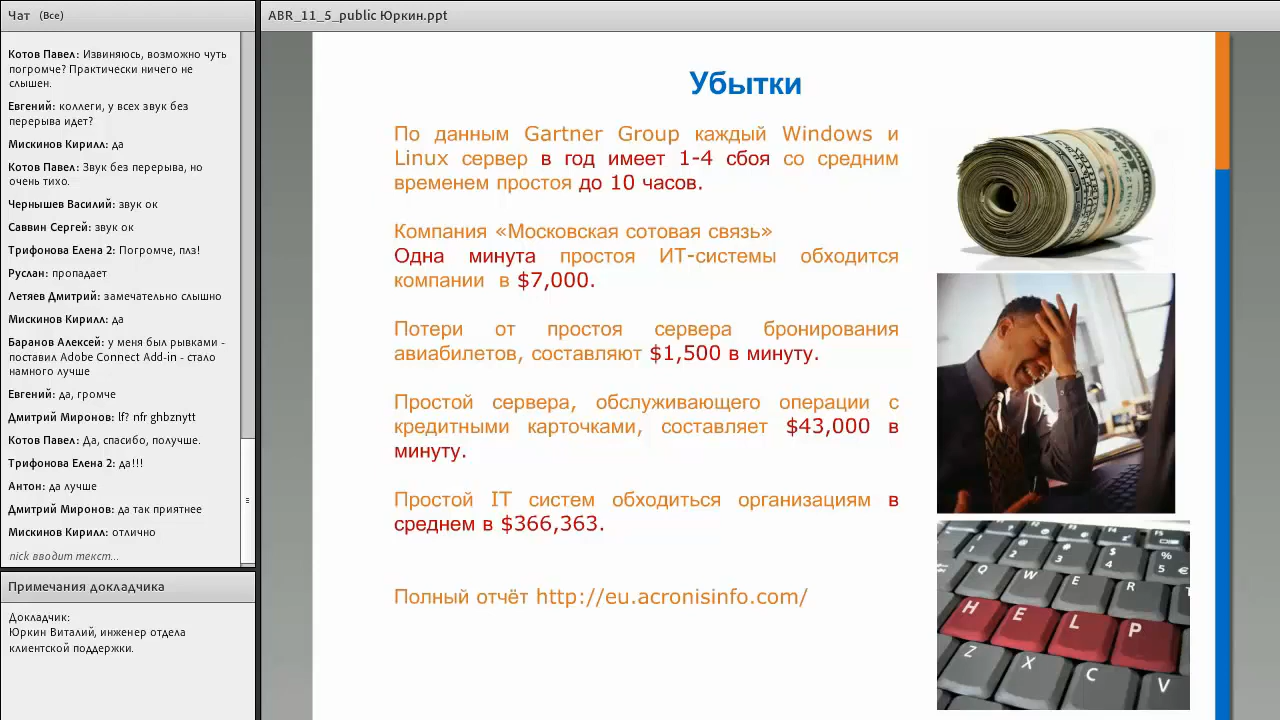 Чат (Все)
Котов Павел: Извиняюсь, возможно чуть
погромче? Практически ничего не
слышен.
Евгений: коллеги, у всех звук без
перерыва идет?
Мискинов Кирилл: да
Котов Павел: Звук без перерыва, но
очень тихо.
Чернышев Василий: звук ок
Саввин Сергей: звук ок
Трифонова Елена 2: Погромче, плз!
Руслан: пропадает
Летяев Дмитрий: замечательно слышно
Мискинов Кирилл: да
Баранов Алексей: у меня был рывками -
поставил Adobe Connect Add-in - стало
намного лучше
Евгений: да, громче
Дмитрий Миронов: lf? nfr ghbznytt
Котов Павел: Да, спасибо, получше.
Трифонова Елена 2: да!!!
Антон: да лучше
Дмитрий Миронов: да так приятнее
Мискинов Кирилл: отлично
nick вводит текст...
Примечания докладчика
Докладчик:
Юркин Виталий, инженер отдела
клиентской поддержки.
ABR_11_5_public Юркин.ppt
Убытки
По данным Gartner Group каждый Windows и
Linux сервер в год имеет 1-4 сбоя со средним
временем простоя до 10 часов.
Компания «Московская сотовая связь»
Одна минута простоя ИТ-системы обходится
компании в $7,000.
Потери от простоя сервера бронирования
авиабилетов, составляют $1,500 в минуту.
Простой сервера, обслуживающего операции с
кредитными карточками, составляет $43,000 в
минуту.
Простой IT систем обходиться организациям в
среднем в $366,363.
Полный отчёт http://eu.acronisinfo.com/
F2 F3 F4 F5
1 2 3 $ 4 % 5 €
Q W E R T
H E L P
Z X C V